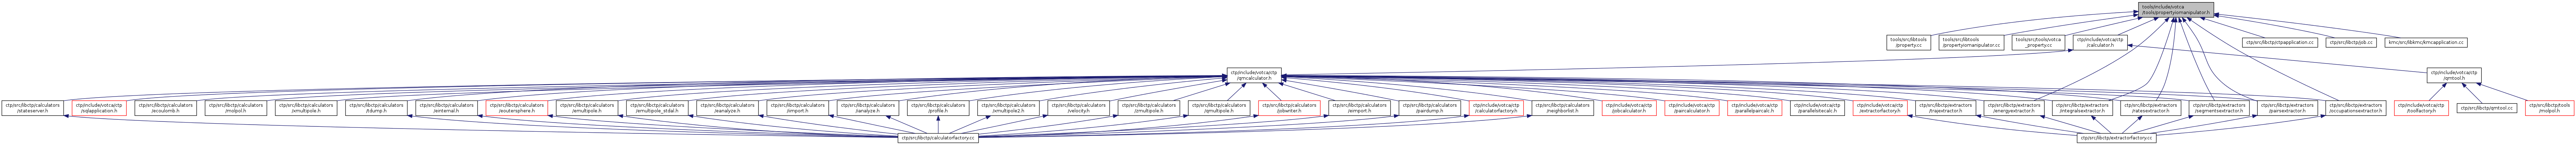 tools/include/votca
/tools/propertyiomanipulator.h
tools/src/libtools
/property.cc
tools/src/libtools
/propertyiomanipulator.cc
tools/src/tools/votca
_property.cc
ctp/include/votca/ctp
/calculator.h
ctp/src/libctp/ctpapplication.cc
ctp/src/libctp/job.cc
kmc/src/libkmc/kmcapplication.cc
ctp/include/votca/ctp
/qmcalculator.h
ctp/include/votca/ctp
/qmtool.h
ctp/src/libctp/calculators
/stateserver.h
ctp/include/votca/ctp
/qmapplication.h
ctp/src/libctp/calculators
/ecoulomb.h
ctp/src/libctp/calculators
/molpol.h
ctp/src/libctp/calculators
/xmultipole.h
ctp/src/libctp/calculators
/tdump.h
ctp/src/libctp/calculators
/einternal.h
ctp/src/libctp/calculators
/eoutersphere.h
ctp/src/libctp/calculators
/emultipole.h
ctp/src/libctp/calculators
/emultipole_stdal.h
ctp/src/libctp/calculators
/eanalyze.h
ctp/src/libctp/calculators
/iimport.h
ctp/src/libctp/calculators
/ianalyze.h
ctp/src/libctp/calculators
/profile.h
ctp/src/libctp/calculators
/xmultipole2.h
ctp/src/libctp/calculators
/velocity.h
ctp/src/libctp/calculators
/zmultipole.h
ctp/src/libctp/calculators
/qmultipole.h
ctp/src/libctp/calculators
/jobwriter.h
ctp/src/libctp/calculators
/eimport.h
ctp/src/libctp/calculators
/pairdump.h
ctp/include/votca/ctp
/calculatorfactory.h
ctp/src/libctp/calculators
/neighborlist.h
ctp/include/votca/ctp
/jobcalculator.h
ctp/include/votca/ctp
/paircalculator.h
ctp/include/votca/ctp
/parallelpaircalc.h
ctp/include/votca/ctp
/parallelsitecalc.h
ctp/include/votca/ctp
/extractorfactory.h
ctp/src/libctp/extractors
/trajextractor.h
ctp/src/libctp/extractors
/energyextractor.h
ctp/src/libctp/extractors
/integralsextractor.h
ctp/src/libctp/extractors
/ratesextractor.h
ctp/src/libctp/extractors
/segmentsextractor.h
ctp/src/libctp/extractors
/pairsextractor.h
ctp/src/libctp/extractors
/occupationsextractor.h
ctp/include/votca/ctp
/toolfactory.h
ctp/src/libctp/qmtool.cc
ctp/src/libctp/tools
/molpol.h
ctp/src/libctp/calculatorfactory.cc
ctp/src/libctp/extractorfactory.cc